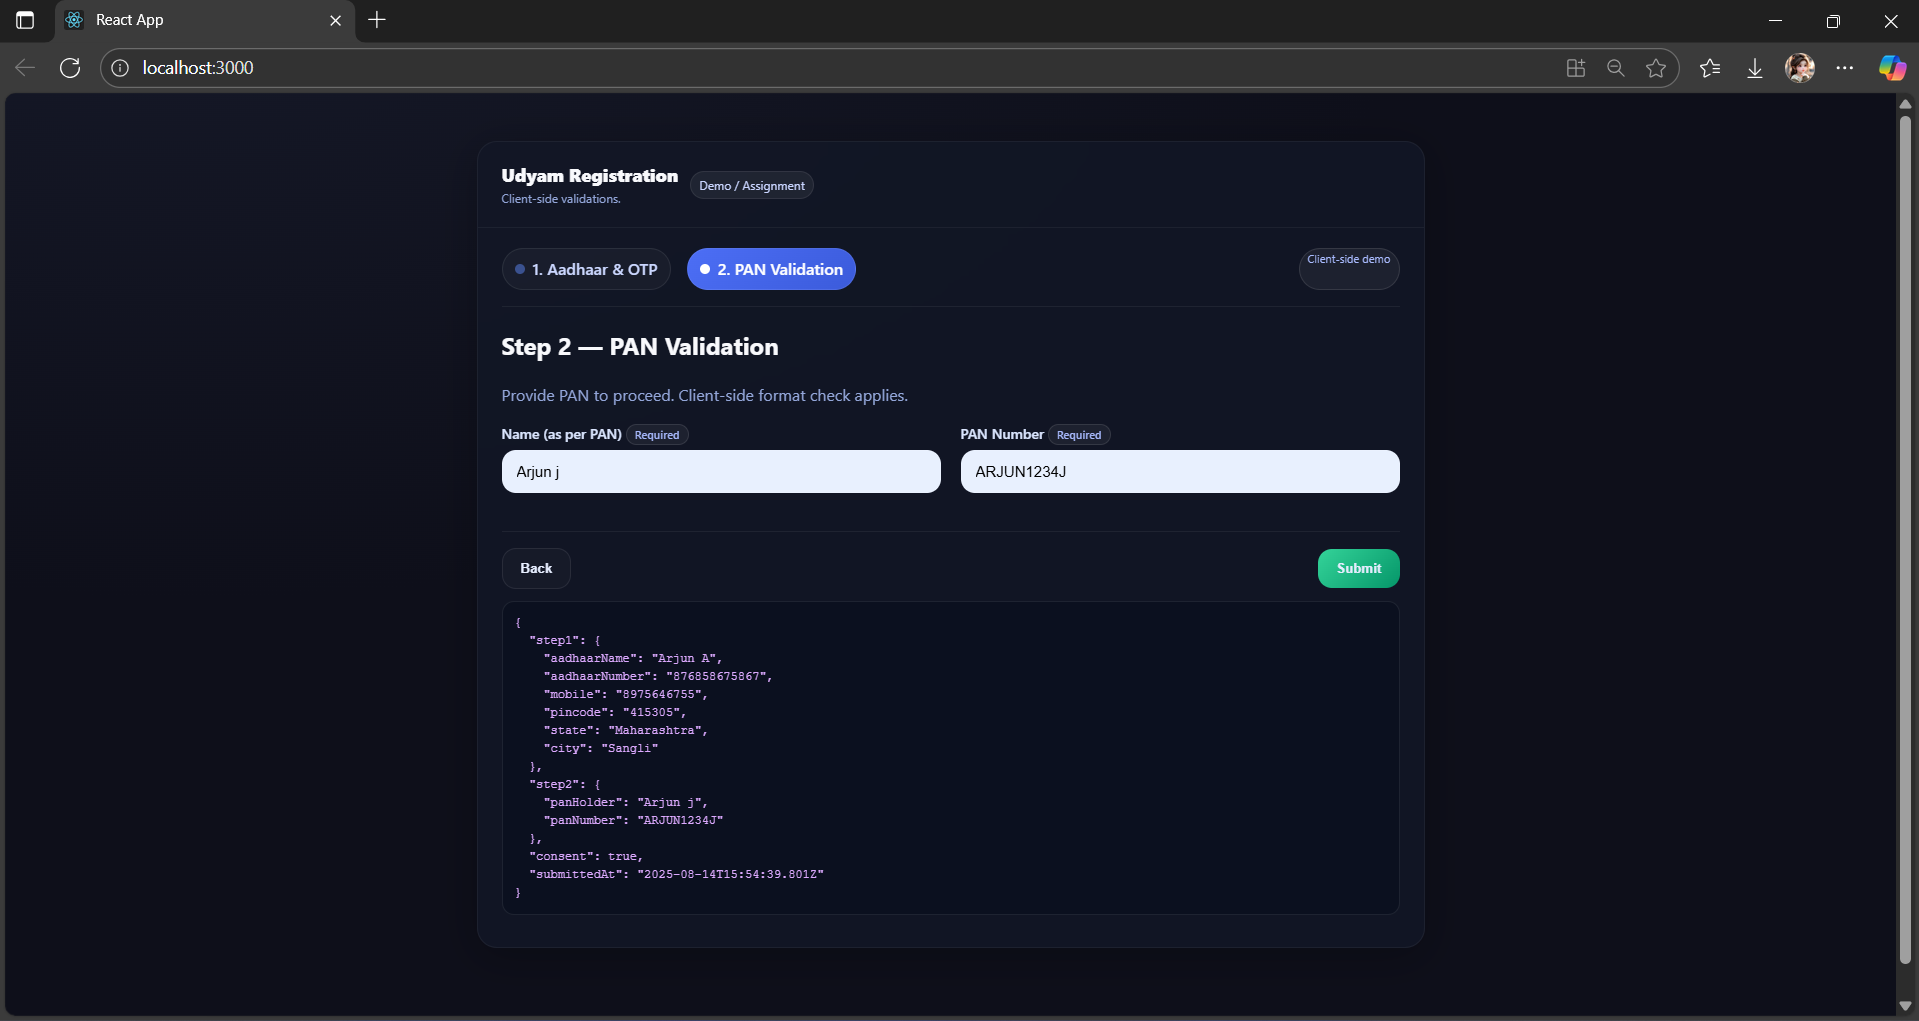 React App
localhost:3000
Udyam Registration
Client-side validations.
Demo / Assignment
1. Aadhaar & OTP
2. PAN Validation
Client-side demo
Step 2 — PAN Validation
Provide PAN to proceed. Client-side format check applies.
Name (as per PAN) Required
Arjun j
PAN Number Required
ARJUN1234J
Back
Submit
{
"step1": {
"aadhaarName": "Arjun A",
"aadhaarNumber": "876858675867",
"mobile": "8975646755",
"pincode": "415305",
"state": "Maharashtra",
"city": "Sangli"
},
"step2": {
"panHolder": "Arjun j",
"panNumber": "ARJUN1234J"
},
"consent": true,
"submittedAt": "2025-08-14T15:54:39.801Z"
}